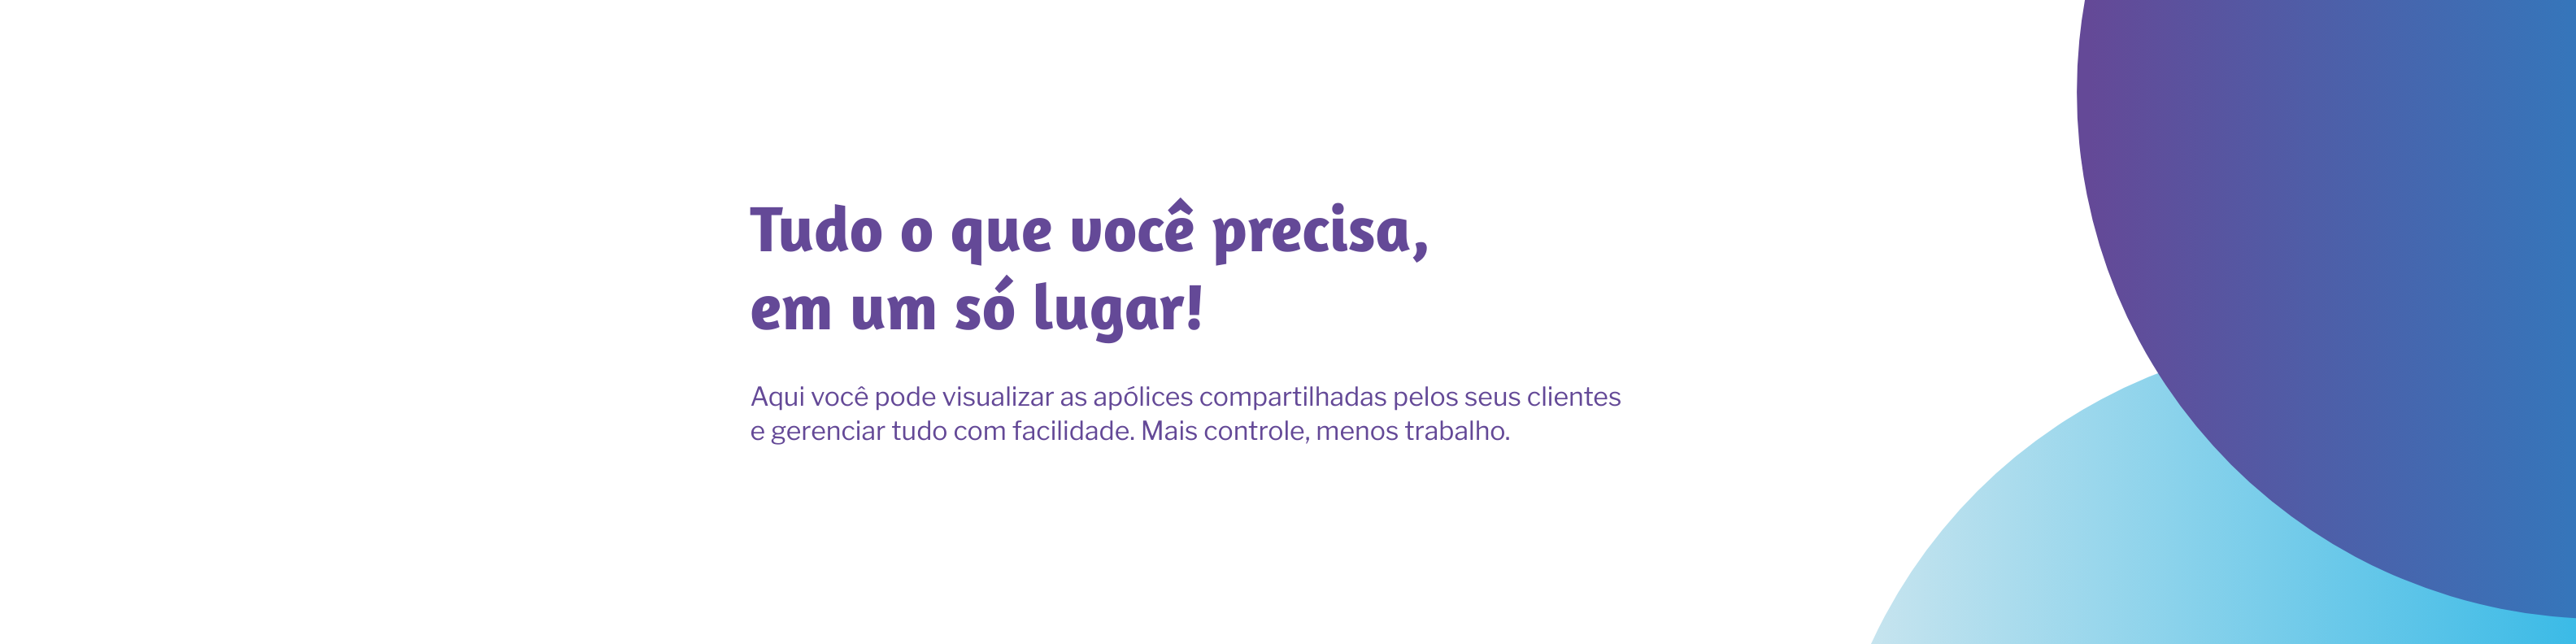 Tudo o que você precisa,
em um só lugar!
Aqui você pode visualizar as apólices compartilhadas pelos seus clientes
e gerenciar tudo com facilidade. Mais controle, menos trabalho.